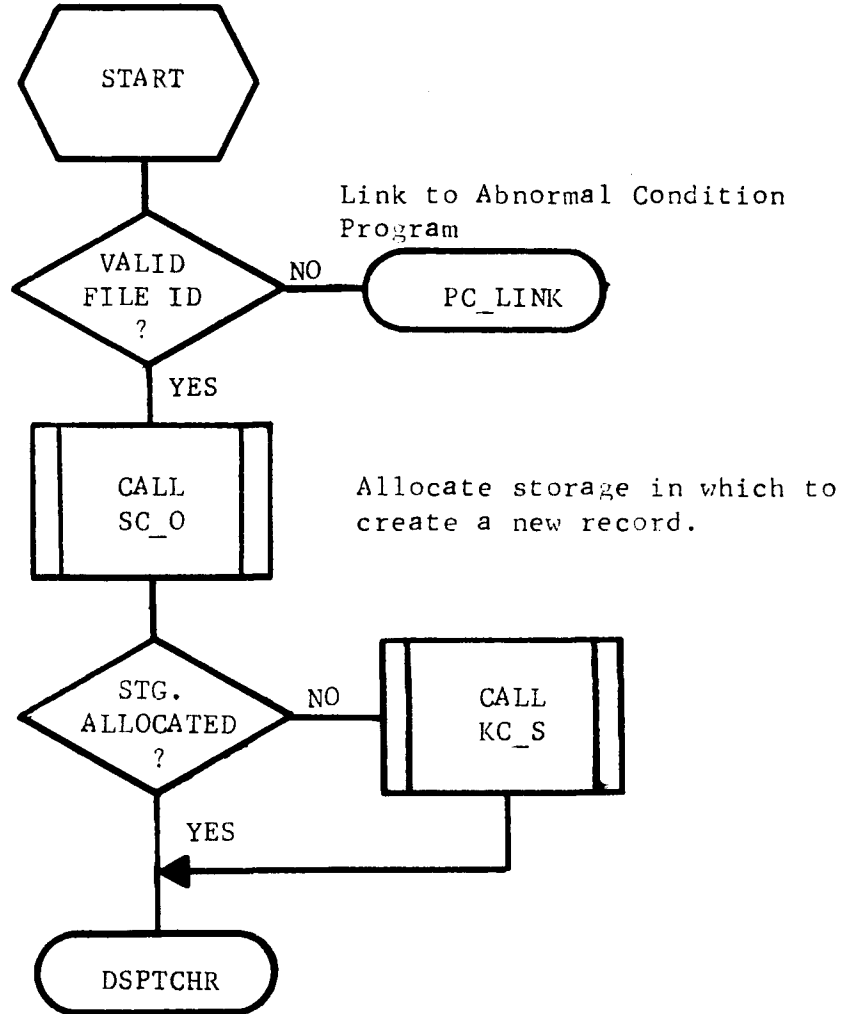 START
Link to Abnormal Condition
Program
VALID
FILE ID
?
NO
PC_LINK
YES
CALL
SC_O
Allocate storage in which to
create a new record.
STG.
ALLOCATED
?
NO
CALL
KC_S
YES
DSPTCHR